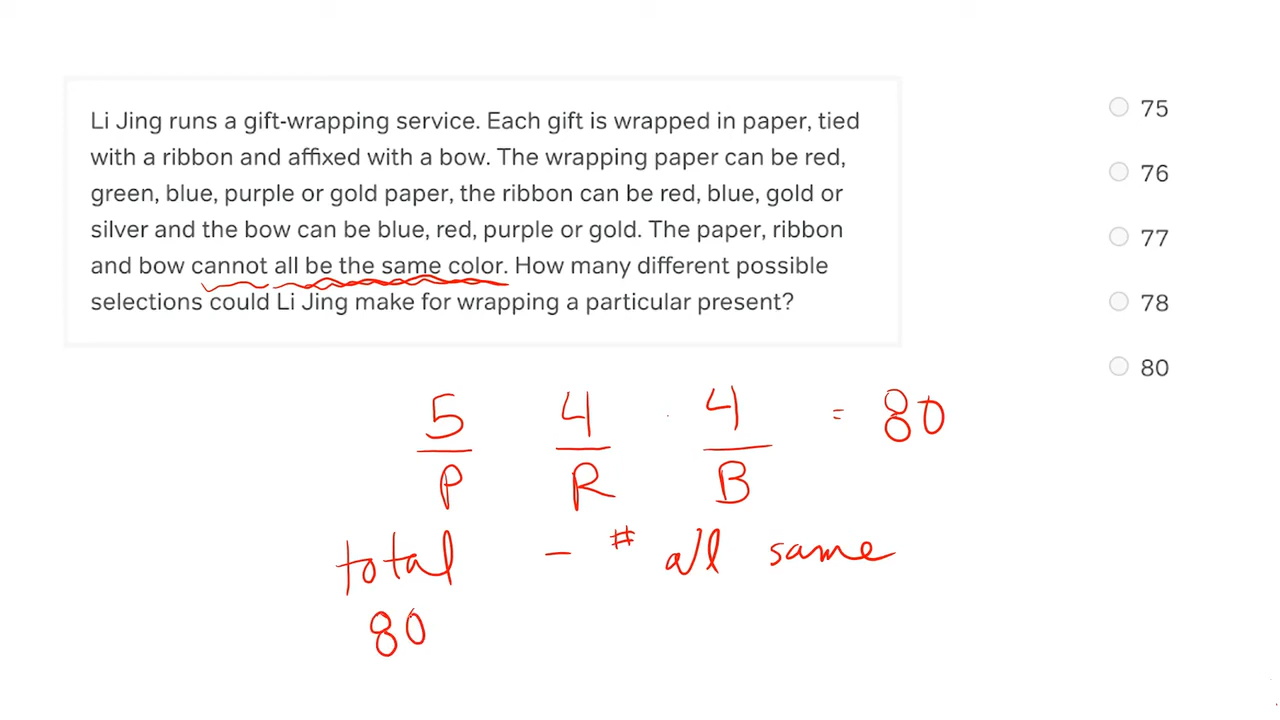 Li Jing runs a gift-wrapping service. Each gift is wrapped in paper, tied
with a ribbon and affixed with a bow. The wrapping paper can be red,
green, blue, purple or gold paper, the ribbon can be red, blue, gold or
silver and the bow can be blue, red, purple or gold. The paper, ribbon
and bow cannot all be the same color. How many different possible
selections could Li Jing make for wrapping a particular present?
75
76
77
78
80
5 4 · 4 = 80
P R B
total - # all same
80